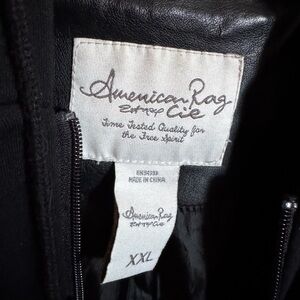 American Rag
Cie
Time Tested Quality for
the Free Spirit
MADE IN CHINA
American Rag
Cie
XXL